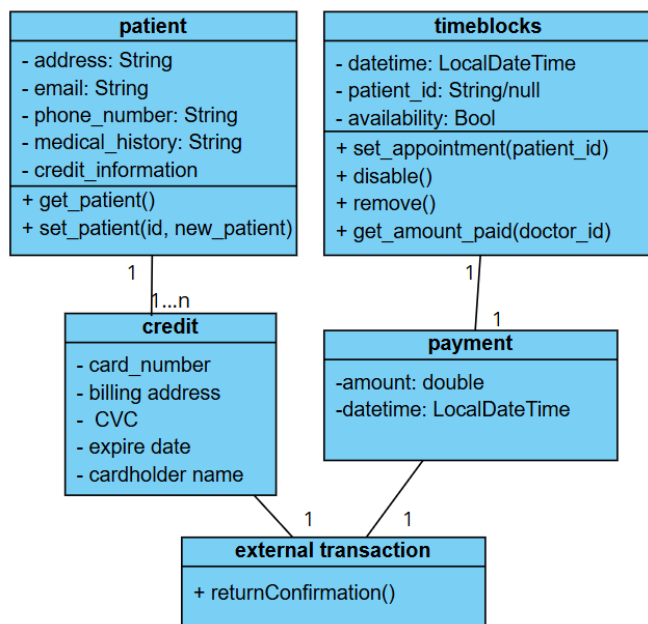 patient
- address: String
- email: String
- phone_number: String
- medical_history: String
- credit_information
+ get_patient()
+ set_patient(id, new_patient)
timeblocks
- datetime: LocalDateTime
- patient_id: String/null
- availability: Bool
+ set_appointment(patient_id)
+ disable()
+ remove()
+ get_amount_paid(doctor_id)
1
1...n
1
1
credit
- card_number
- billing address
- CVC
- expire date
- cardholder name
payment
-amount: double
-datetime: LocalDateTime
1
1
external transaction
+ returnConfirmation()